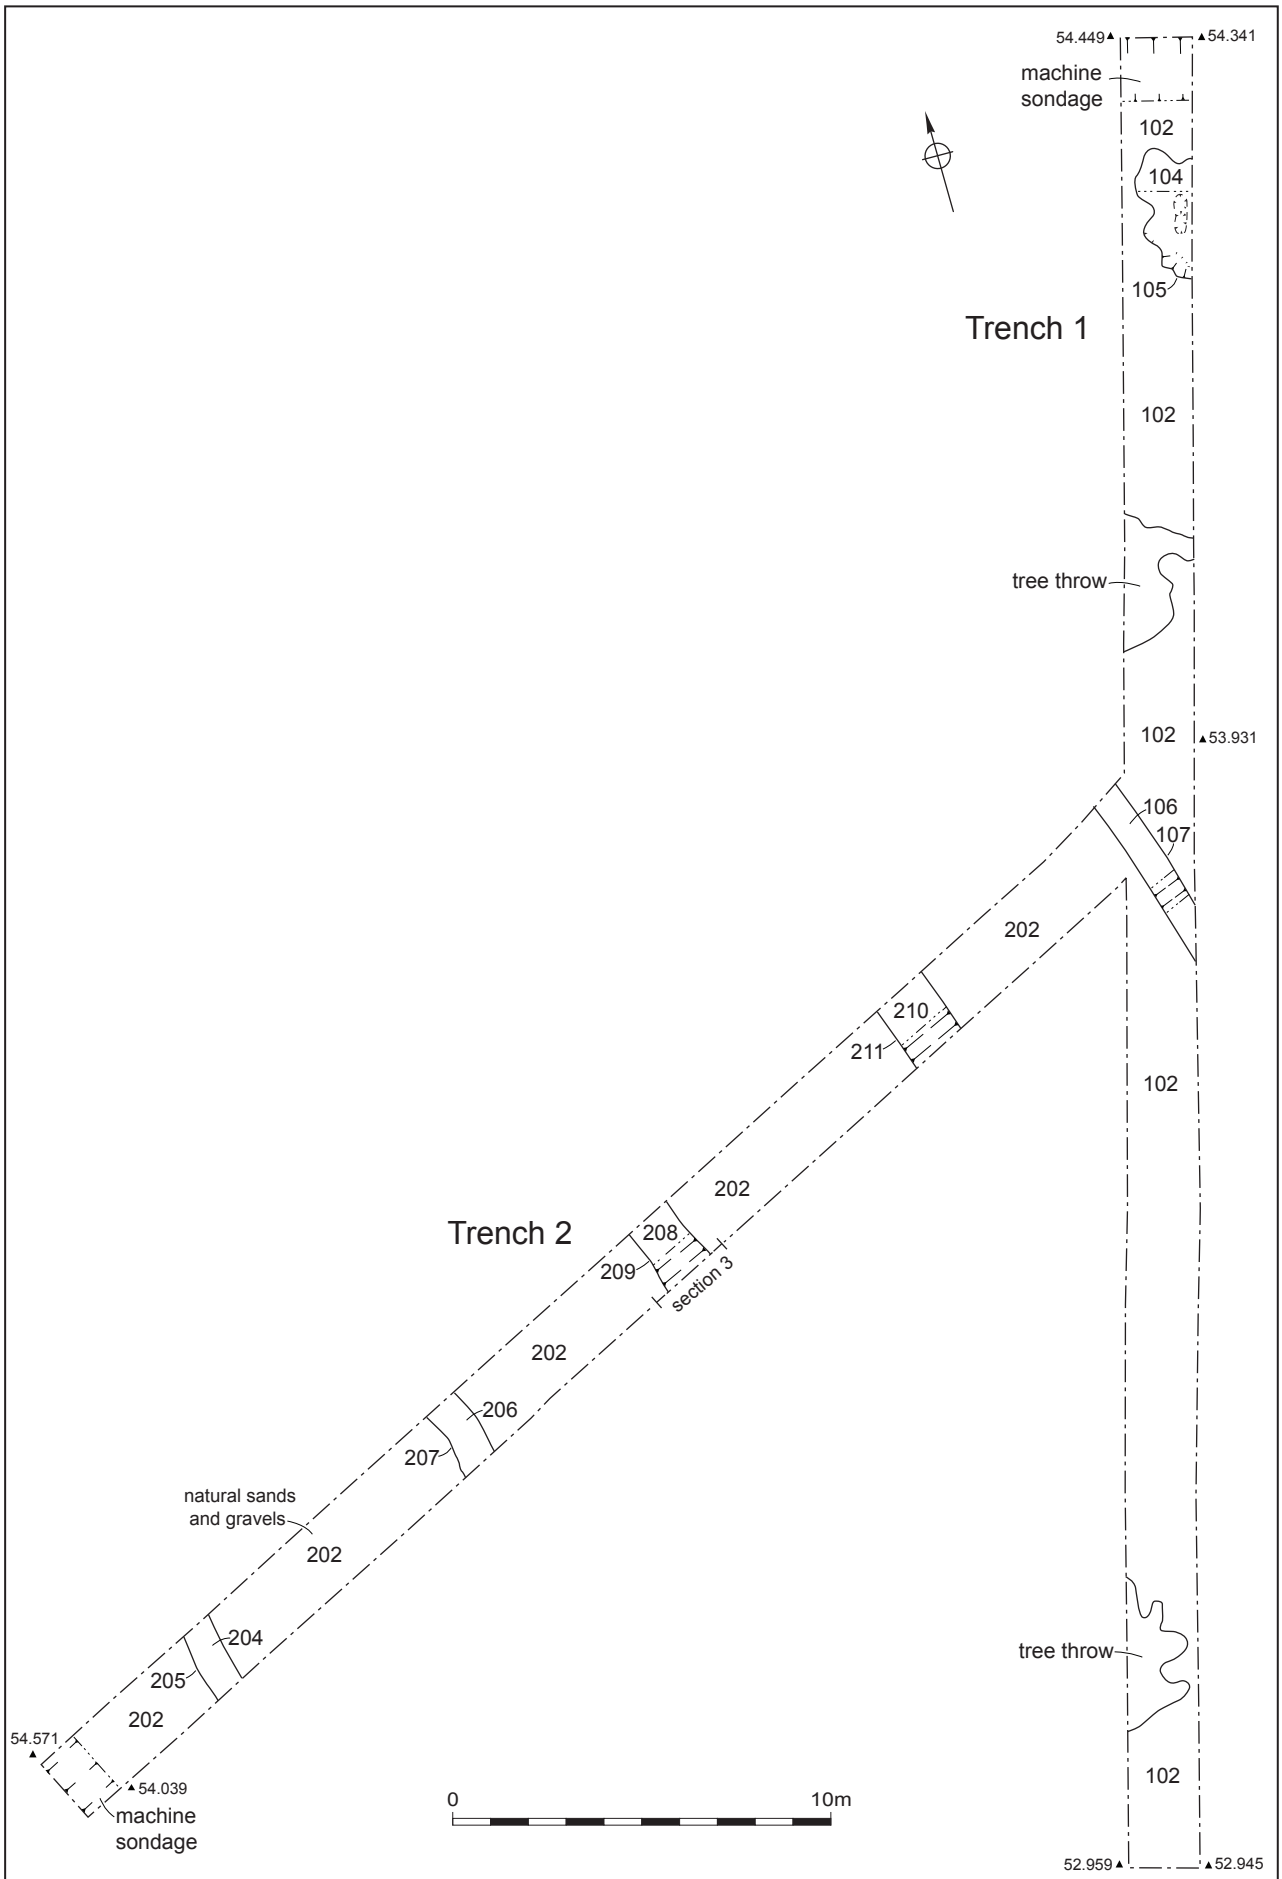 54.449
54.341
machine
sondage
102
104
105
Trench 1
102
tree throw
102
53.931
106
107
202
210
211
102
202
Trench 2
208
209
section 3
202
206
207
natural sands
and gravels
202
204
205
202
tree throw
54.571
54.039
machine
sondage
0
10m
102
52.959
52.945